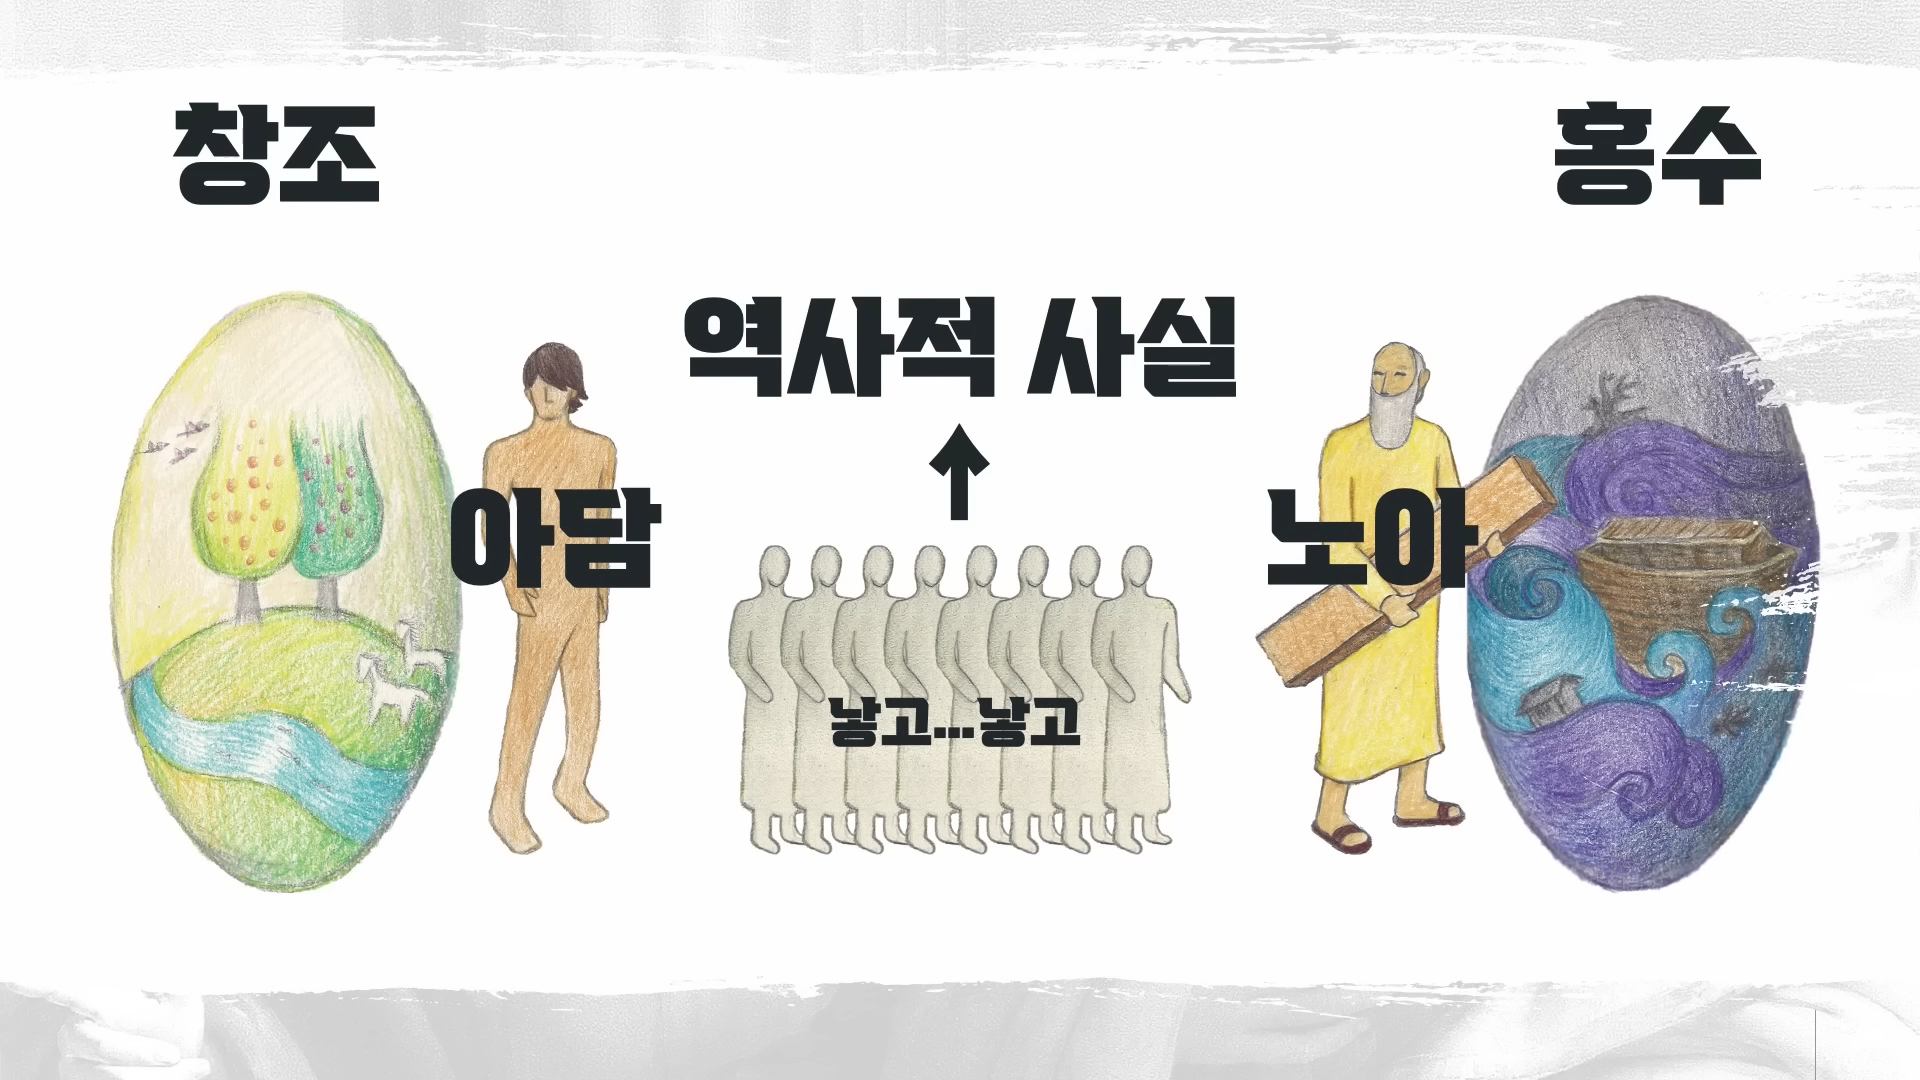 창조
홍수
역사적 사실
아담
노아
낳고...낳고